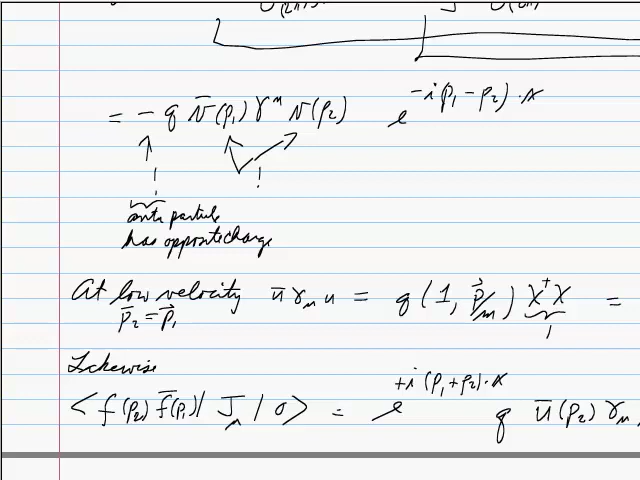 = - q v̄(p₁) γ^μ v(p₂) e^{-i(p₁-p₂)·x}
! !
anti particle
has opposite charge
At low velocity ū γ_μ u = q (1, p⃗/m) χ⁺χ =
p⃗₂ = p⃗₁ 1
Likewise
< f(p₂) f̄(p₁) | J_μ | 0 > = e^{+i(p₁+p₂)·x} q ū(p₂) γ_μ